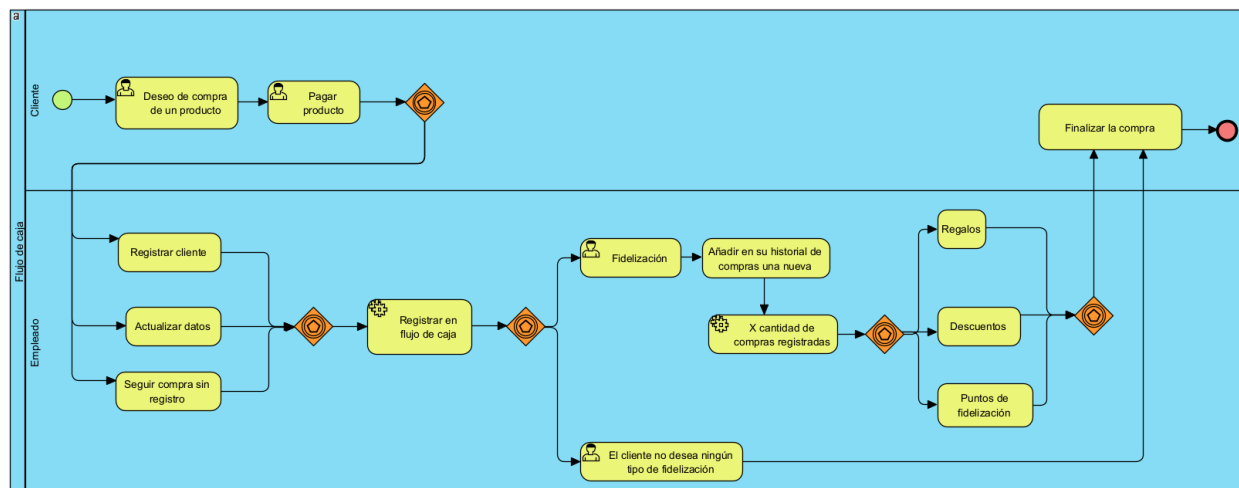 a
Flujo de caja
Cliente
Deseo de compra
de un producto
Pagar
producto
Finalizar la compra
Empleado
Registrar cliente
Actualizar datos
Seguir compra sin
registro
Registrar en
flujo de caja
Fidelización
Añadir en su historial de
compras una nueva
X cantidad de
compras registradas
Regalos
Descuentos
Puntos de
fidelización
El cliente no desea ningún
tipo de fidelización